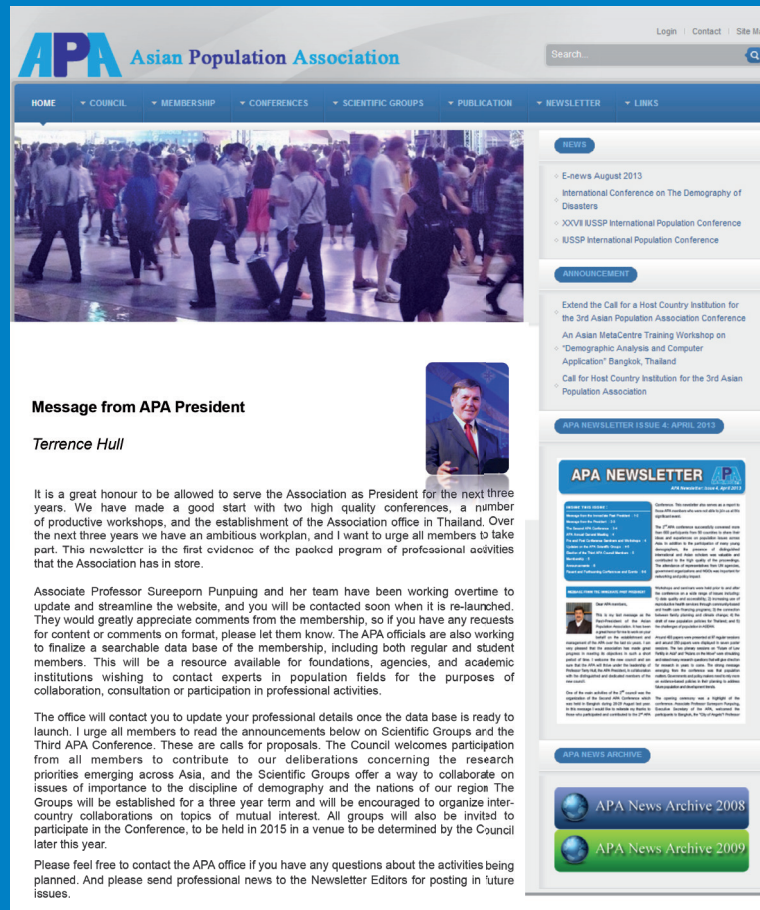 Login | Contact | Site Ma
APA Asian Population Association
Search...
HOME COUNCIL MEMBERSHIP CONFERENCES SCIENTIFIC GROUPS PUBLICATION NEWSLETTER LINKS
Message from APA President
Terrence Hull
It is a great honour to be allowed to serve the Association as President for the next three
years. We have made a good start with two high quality conferences, a number
of productive workshops, and the establishment of the Association office in Thailand. Over
the next three years we have an ambitious workplan, and I want to urge all members to take
part. This newsletter is the first evidence of the packed program of professional activities
that the Association has in store.
Associate Professor Sureeporn Punpuing and her team have been working overtime to
update and streamline the website, and you will be contacted soon when it is re-launched.
They would greatly appreciate comments from the membership, so if you have any requests
for content or comments on format, please let them know. The APA officials are also working
to finalize a searchable data base of the membership, including both regular and student
members. This will be a resource available for foundations, agencies, and academic
institutions wishing to contact experts in population fields for the purposes of
collaboration, consultation or participation in professional activities.
The office will contact you to update your professional details once the data base is ready to
launch. I urge all members to read the announcements below on Scientific Groups and the
Third APA Conference. These are calls for proposals. The Council welcomes participation
from all members to contribute to our deliberations concerning the research
priorities emerging across Asia, and the Scientific Groups offer a way to collaborate on
issues of importance to the discipline of demography and the nations of our region The
Groups will be established for a three year term and will be encouraged to organize inter-
country collaborations on topics of mutual interest. All groups will also be invited to
participate in the Conference, to be held in 2015 in a venue to be determined by the Council
later this year.
Please feel free to contact the APA office if you have any questions about the activities being
planned. And please send professional news to the Newsletter Editors for posting in future
issues.
NEWS
E-news August 2013
International Conference on The Demography of
Disasters
XXVII IUSSP International Population Conference
IUSSP International Population Conference
ANNOUNCEMENT
Extend the Call for a Host Country Institution for
the 3rd Asian Population Association Conference
An Asian MetaCentre Training Workshop on
"Demographic Analysis and Computer
Application" Bangkok, Thailand
Call for Host Country Institution for the 3rd Asian
Population Association
APA NEWSLETTER ISSUE 4: APRIL 2013
APA NEWSLETTER APA
APA Newsletter: Issue 4, April 2013
INSIDE THIS ISSUE :
Dear APA members,
APA NEWS ARCHIVE
APA News Archive 2008
APA News Archive 2009